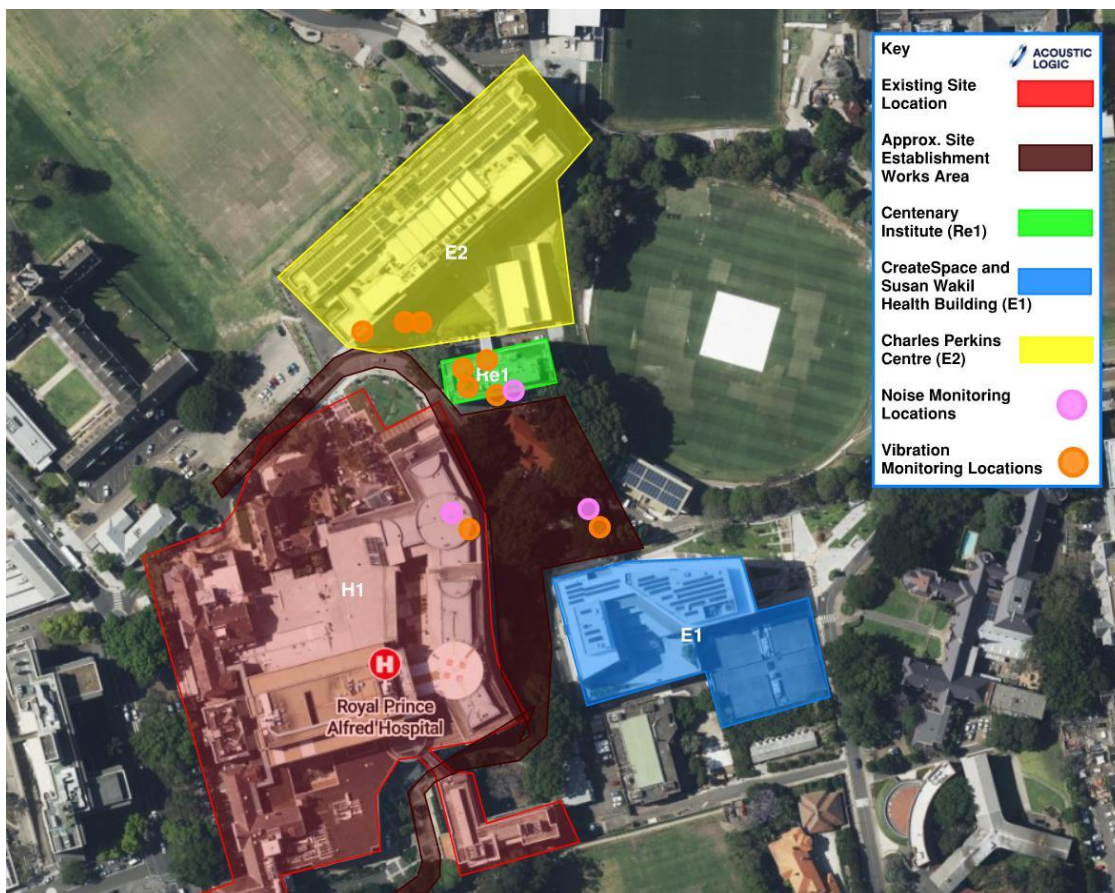 Key
ACOUSTIC
LOGIC
Existing Site
Location
Approx. Site
Establishment
Works Area
Centenary
Institute (Re1)
CreateSpace and
Susan Wakil
Health Building (E1)
Charles Perkins
Centre (E2)
Noise Monitoring
Locations
Vibration
Monitoring Locations
E2
Re1
H1
E1
H
Royal Prince
Alfred Hospital